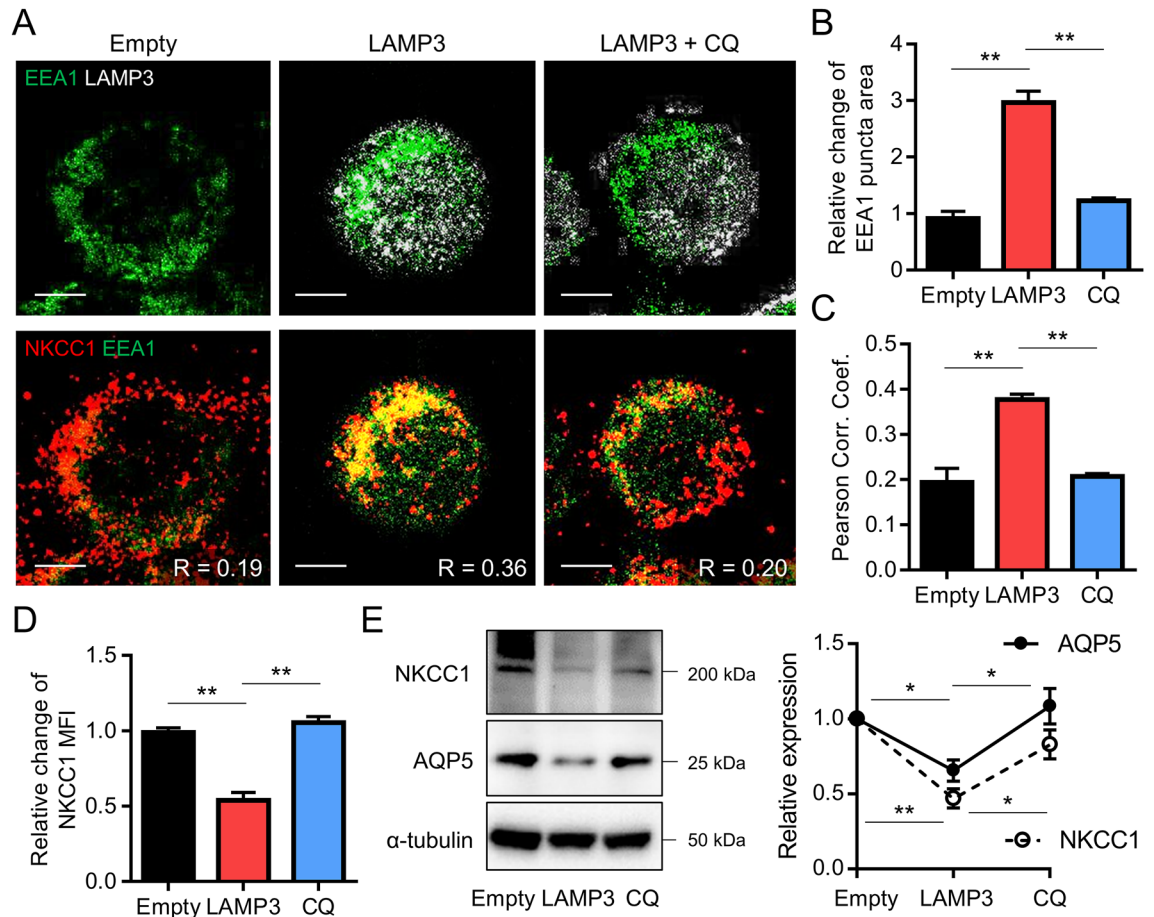 A
Empty
LAMP3
LAMP3 + CQ
EEA1 LAMP3
NKCC1 EEA1
R = 0.19
R = 0.36
R = 0.20
B
Relative change of
EEA1 puncta area
4
3
2
1
0
**
**
Empty LAMP3 CQ
C
Pearson Corr. Coef.
0.5
0.4
0.3
0.2
0.1
0.0
**
**
Empty LAMP3 CQ
D
Relative change of
NKCC1 MFI
1.5
1.0
0.5
0.0
**
**
Empty LAMP3 CQ
E
NKCC1
200 kDa
AQP5
25 kDa
α-tubulin
50 kDa
Empty LAMP3 CQ
Relative expression
1.5
1.0
0.5
0.0
AQP5
*
*
**
*
NKCC1
Empty LAMP3 CQ